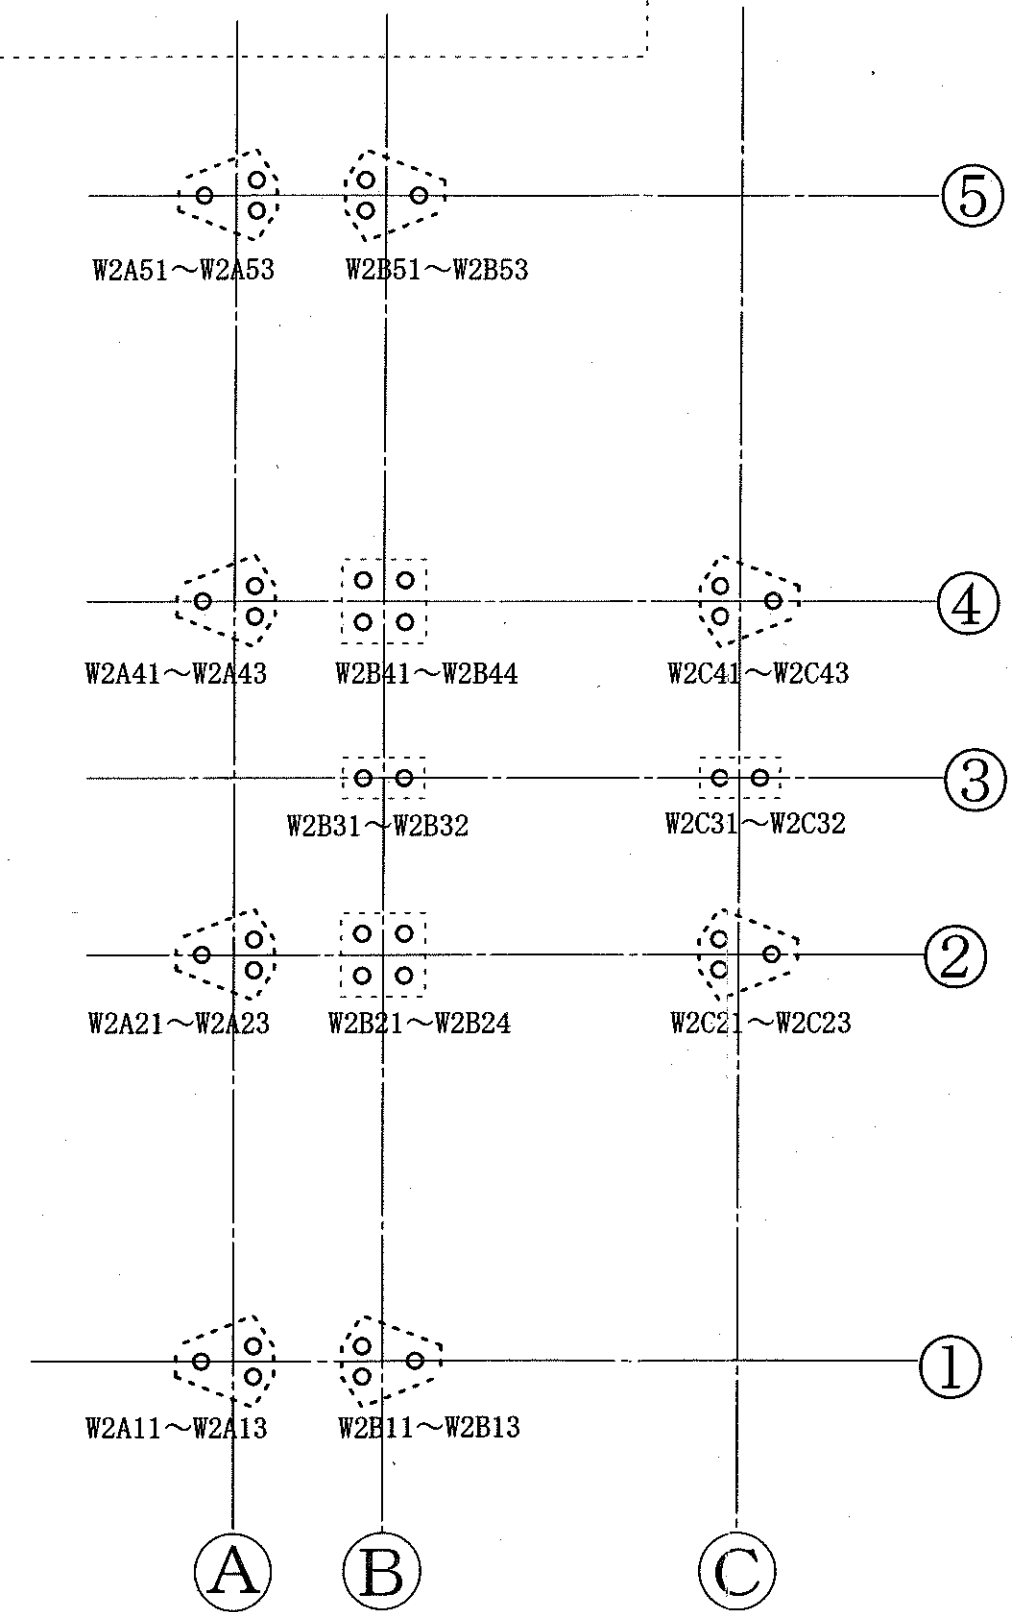 ⑤
W2A51～W2A53 W2B51～W2B53
④
W2A41～W2A43 W2B41～W2B44 W2C41～W2C43
③
W2B31～W2B32 W2C31～W2C32
②
W2A21～W2A23 W2B21～W2B24 W2C21～W2C23
①
W2A11～W2A13 W2B11～W2B13
Ⓐ Ⓑ Ⓒ